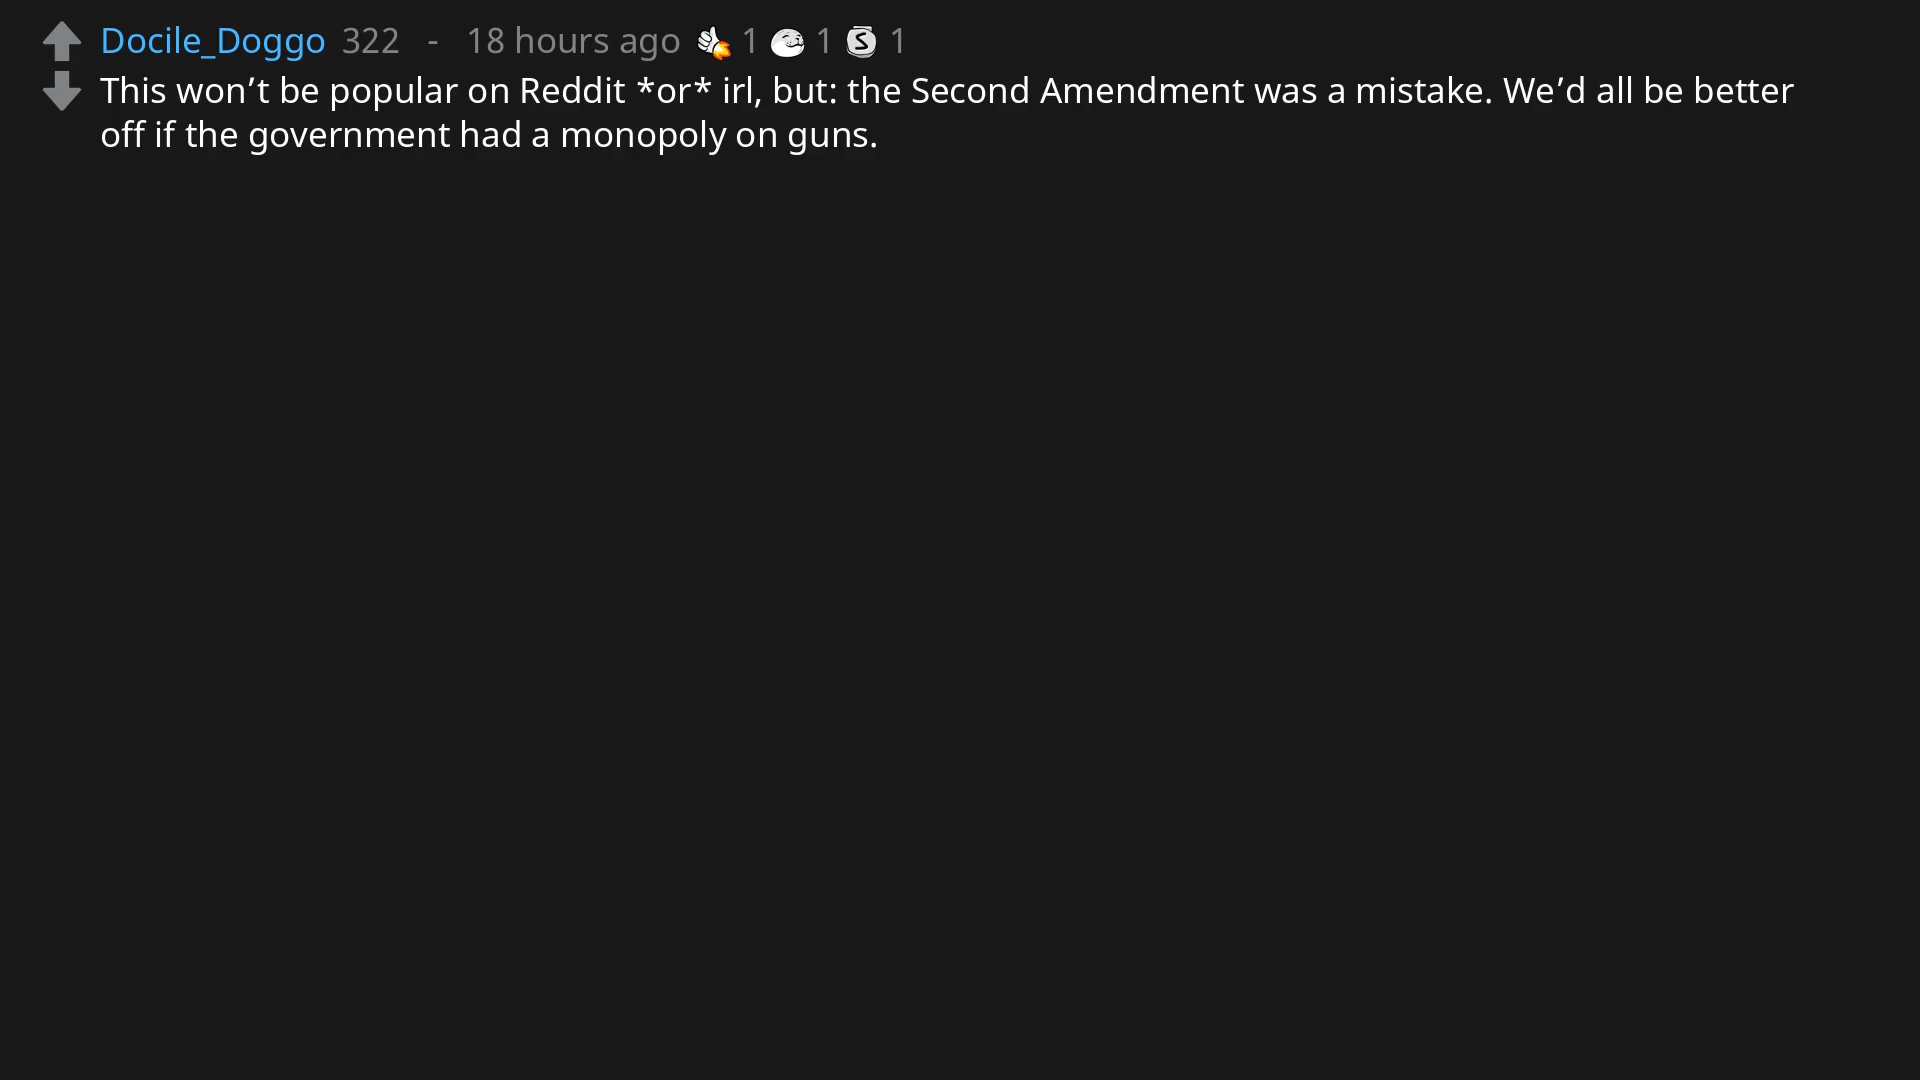 Docile_Doggo 322 - 18 hours ago 1 1 S 1
This won’t be popular on Reddit *or* irl, but: the Second Amendment was a mistake. We’d all be better
off if the government had a monopoly on guns.